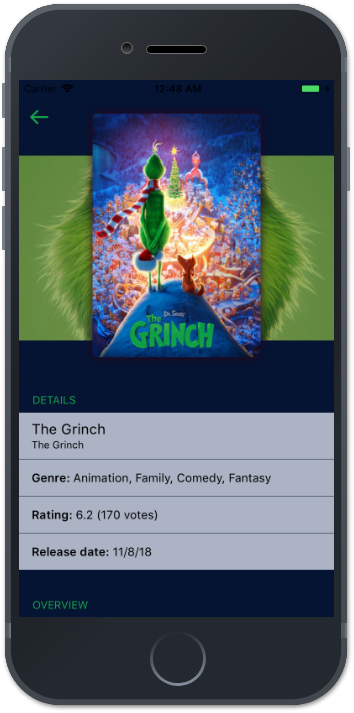 Carrier 12:48 AM
Dr. Seuss'
The
GRINCH
DETAILS
The Grinch
The Grinch
Genre: Animation, Family, Comedy, Fantasy
Rating: 6.2 (170 votes)
Release date: 11/8/18
OVERVIEW